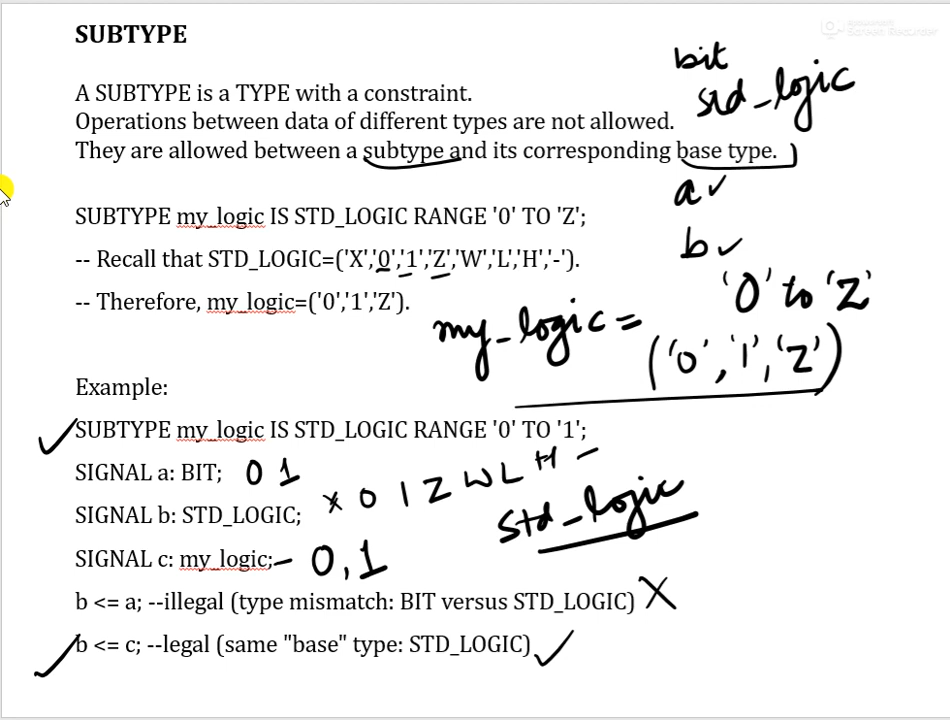 SUBTYPE
Screen Recorder
bit
std_logic
A SUBTYPE is a TYPE with a constraint.
Operations between data of different types are not allowed.
They are allowed between a subtype and its corresponding base type.
a
SUBTYPE my_logic IS STD_LOGIC RANGE '0' TO 'Z';
b
-- Recall that STD_LOGIC=('X','0','1','Z','W','L','H','-').
'0' to 'Z'
-- Therefore, my_logic=('0','1','Z').
my_logic =
('0','1','Z')
Example:
SUBTYPE my_logic IS STD_LOGIC RANGE '0' TO '1';
SIGNAL a: BIT; 0 1
X 0 1 Z W L H -
SIGNAL b: STD_LOGIC;
std_logic
SIGNAL c: my_logic; - 0,1
b <= a; --illegal (type mismatch: BIT versus STD_LOGIC) X
b <= c; --legal (same "base" type: STD_LOGIC)